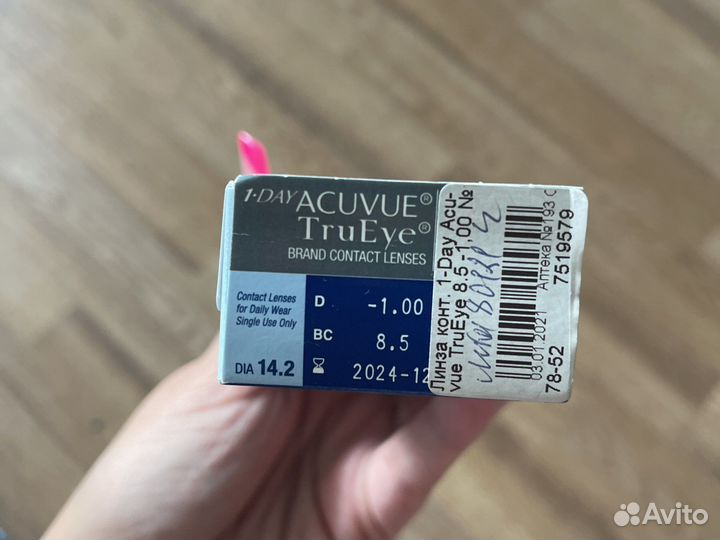 1·DAY ACUVUE®
TruEye®
BRAND CONTACT LENSES
Contact Lenses
for Daily Wear
Single Use Only
DIA 14.2
D -1.00
BC 8.5
2024-12
Линза конт. 1-Day Acu-
vue TruEye 8.5 -1,00 №
03.01.2021 Аптека №193
78-52 7519579
Avito